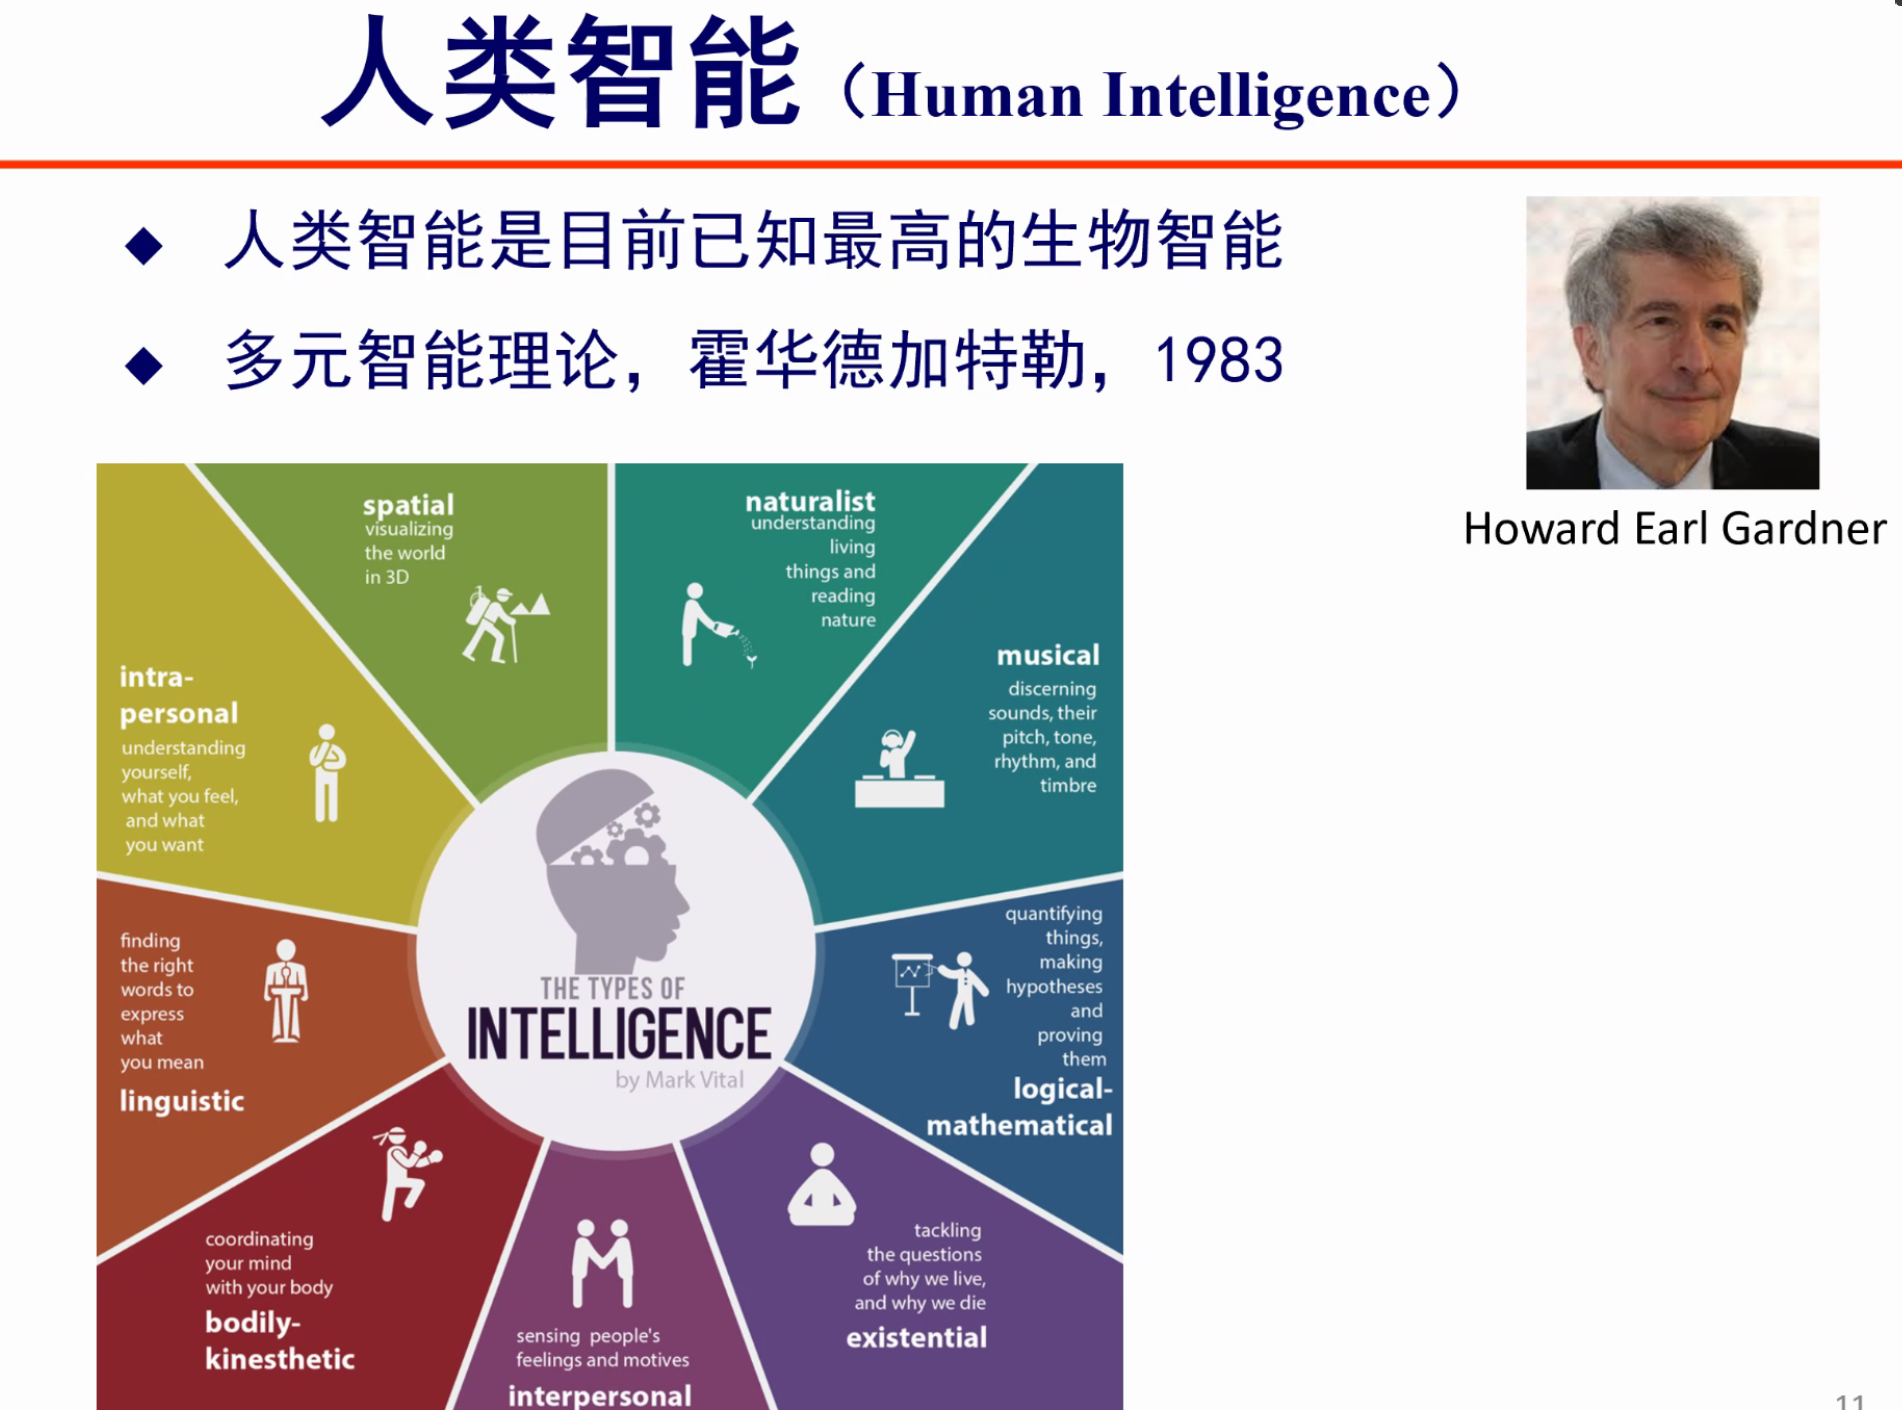 人类智能（Human Intelligence）
◆ 人类智能是目前已知最高的生物智能
◆ 多元智能理论，霍华德加特勒，1983
Howard Earl Gardner
spatial
visualizing
the world
in 3D
naturalist
understanding
living
things and
reading
nature
musical
discerning
sounds, their
pitch, tone,
rhythm, and
timbre
intra-
personal
understanding
yourself,
what you feel,
and what
you want
quantifying
things,
making
hypotheses
and
proving
them
logical-
mathematical
finding
the right
words to
express
what
you mean
linguistic
THE TYPES OF
INTELLIGENCE
by Mark Vital
coordinating
your mind
with your body
bodily-
kinesthetic
sensing people's
feelings and motives
interpersonal
tackling
the questions
of why we live,
and why we die
existential
11